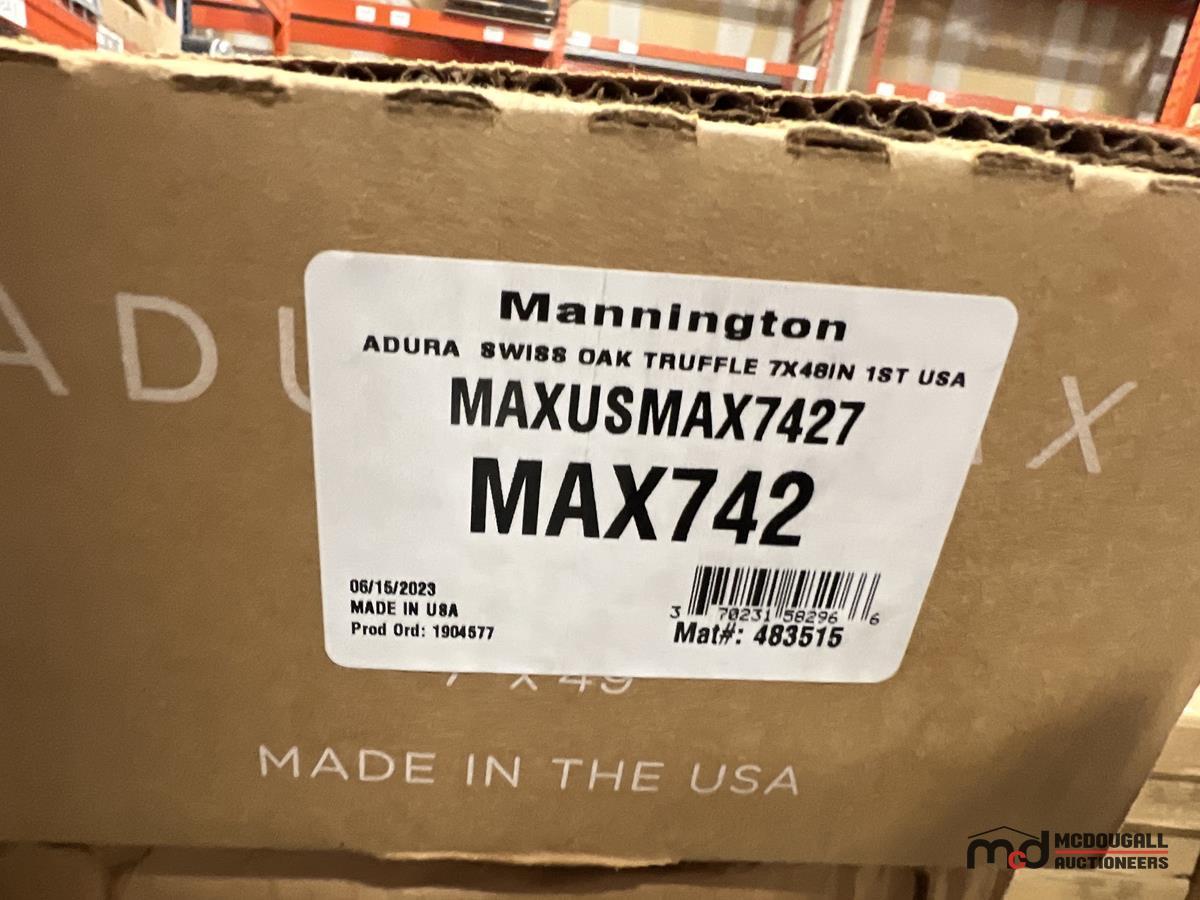 ADU
X
Mannington
ADURA SWISS OAK TRUFFLE 7X48IN 1ST USA
MAXUSMAX7427
MAX742
06/15/2023
MADE IN USA
Prod Ord: 1904577
3 70231 58296 6
Mat#: 483515
7 X 49
MADE IN THE USA
mcd MCDOUGALL
AUCTIONEERS